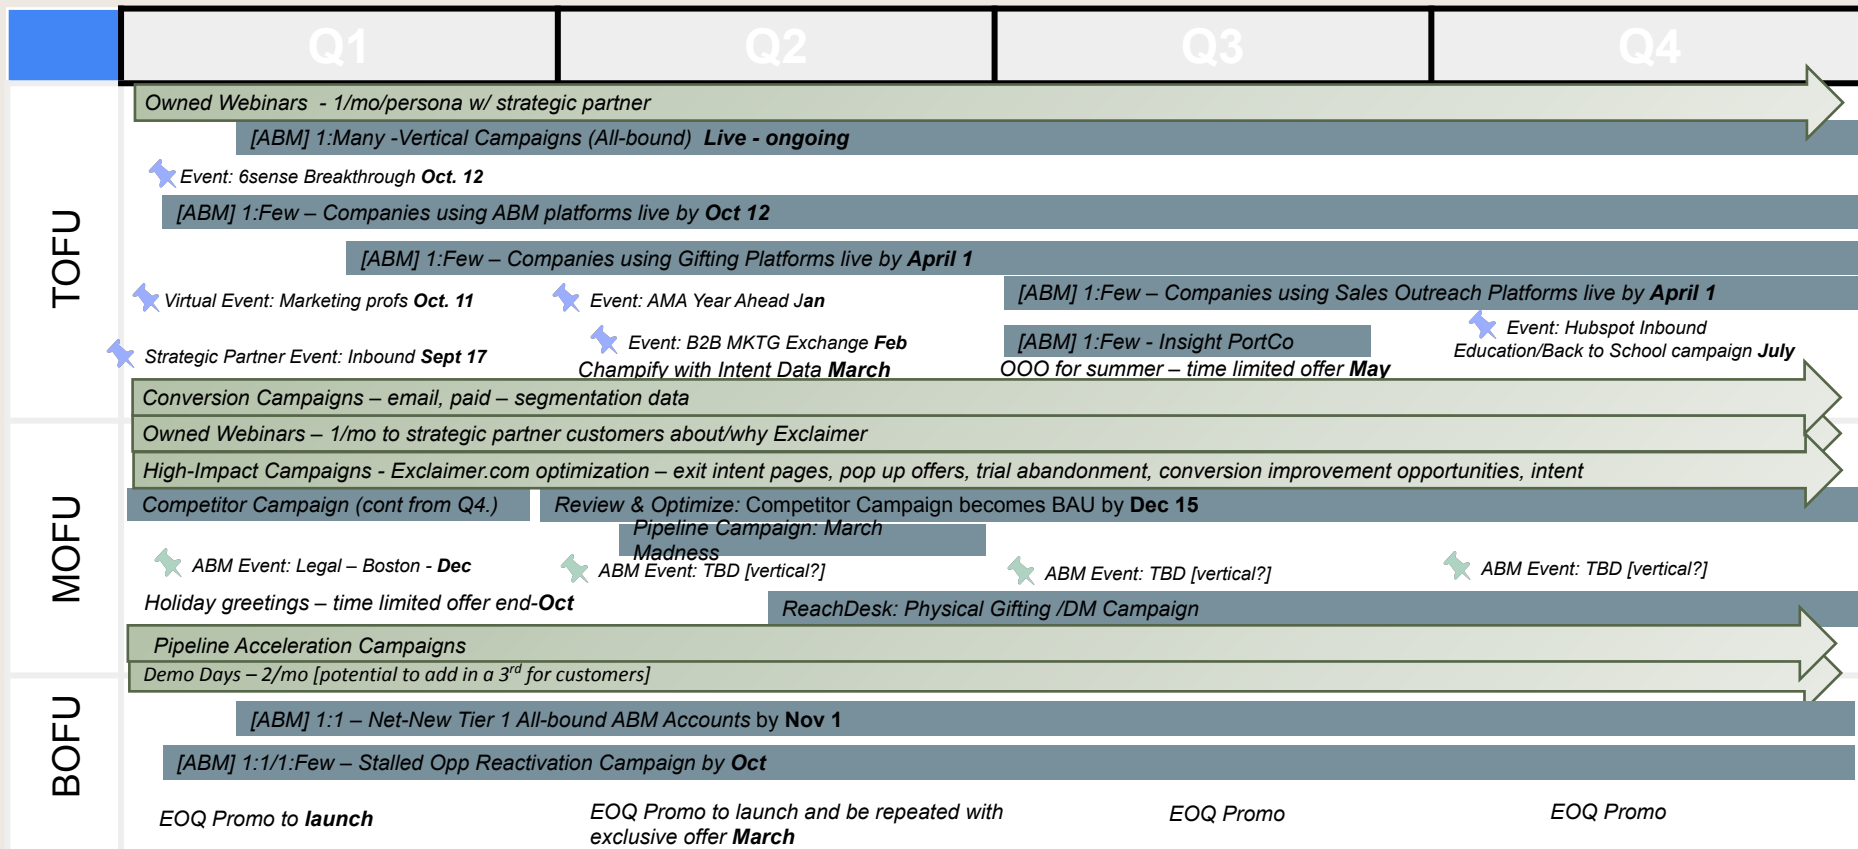 Q1 Q2 Q3 Q4
TOFU
Owned Webinars - 1/mo/persona w/ strategic partner
[ABM] 1:Many -Vertical Campaigns (All-bound) Live - ongoing
Event: 6sense Breakthrough Oct. 12
[ABM] 1:Few – Companies using ABM platforms live by Oct 12
[ABM] 1:Few – Companies using Gifting Platforms live by April 1
Virtual Event: Marketing profs Oct. 11
Event: AMA Year Ahead Jan
[ABM] 1:Few – Companies using Sales Outreach Platforms live by April 1
Strategic Partner Event: Inbound Sept 17
Event: B2B MKTG Exchange Feb
Champify with Intent Data March
[ABM] 1:Few - Insight PortCo
OOO for summer – time limited offer May
Event: Hubspot Inbound
Education/Back to School campaign July
Conversion Campaigns – email, paid – segmentation data
MOFU
Owned Webinars – 1/mo to strategic partner customers about/why Exclaimer
High-Impact Campaigns - Exclaimer.com optimization – exit intent pages, pop up offers, trial abandonment, conversion improvement opportunities, intent
Competitor Campaign (cont from Q4.)
Review & Optimize: Competitor Campaign becomes BAU by Dec 15
Pipeline Campaign: March
Madness
ABM Event: Legal – Boston - Dec
ABM Event: TBD [vertical?]
ABM Event: TBD [vertical?]
ABM Event: TBD [vertical?]
Holiday greetings – time limited offer end-Oct
ReachDesk: Physical Gifting /DM Campaign
Pipeline Acceleration Campaigns
Demo Days – 2/mo [potential to add in a 3rd for customers]
BOFU
[ABM] 1:1 – Net-New Tier 1 All-bound ABM Accounts by Nov 1
[ABM] 1:1/1:Few – Stalled Opp Reactivation Campaign by Oct
EOQ Promo to launch
EOQ Promo to launch and be repeated with
exclusive offer March
EOQ Promo
EOQ Promo